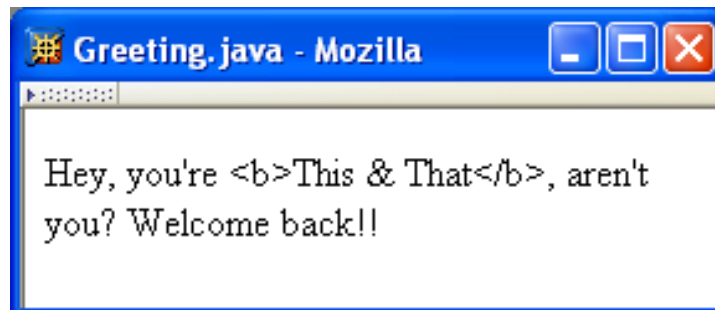 Greeting.java - Mozilla
Hey, you're <b>This & That</b>, aren't
you? Welcome back!!